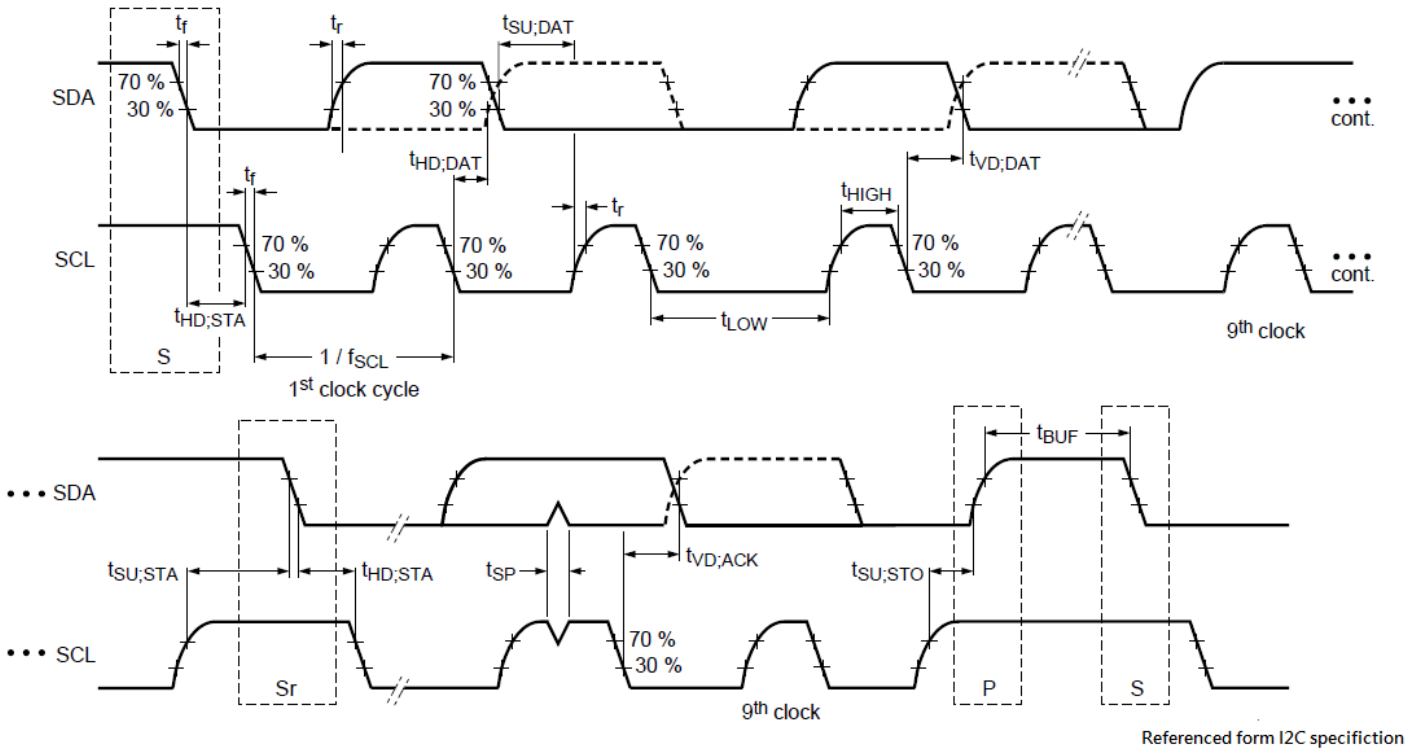 tf
tr
tSU;DAT
70 %
30 %
70 %
30 %
SDA
cont.
tHD;DAT
tVD;DAT
tf
tr
tHIGH
70 %
30 %
70 %
30 %
70 %
30 %
SCL
cont.
tHD;STA
tLOW
9th clock
S
1 / fSCL
1st clock cycle
tBUF
SDA
tSU;STA
tHD;STA
tSP
tVD;ACK
tSU;STO
70 %
30 %
SCL
Sr
P
S
9th clock
Referenced form I2C specifiction